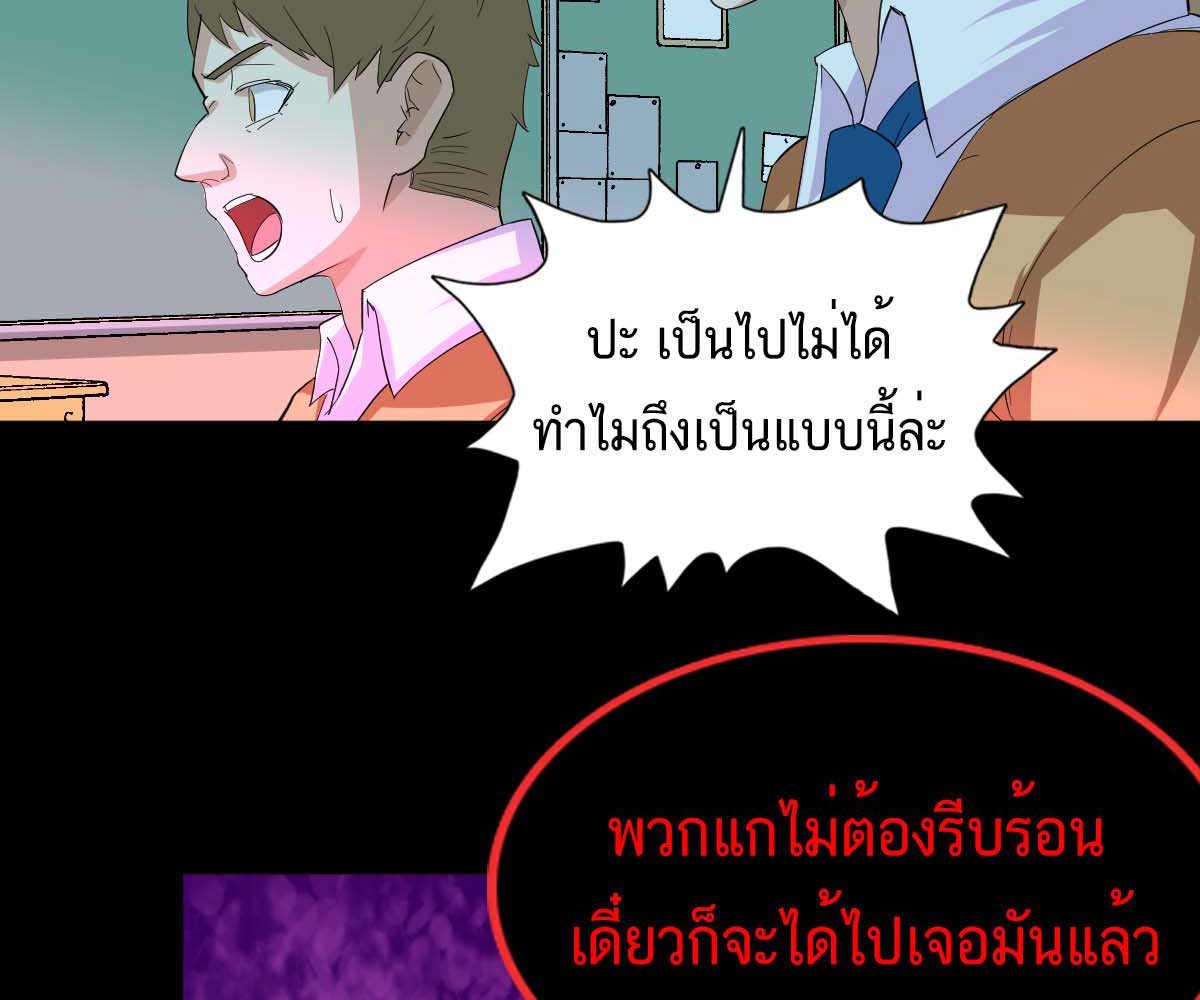 ปะ เป็นไปไม่ได้
ทำไมถึงเป็นแบบนี้ล่ะ
พวกแกไม่ต้องรีบร้อน
เดี๋ยวก็จะได้ไปเจอมันแล้ว